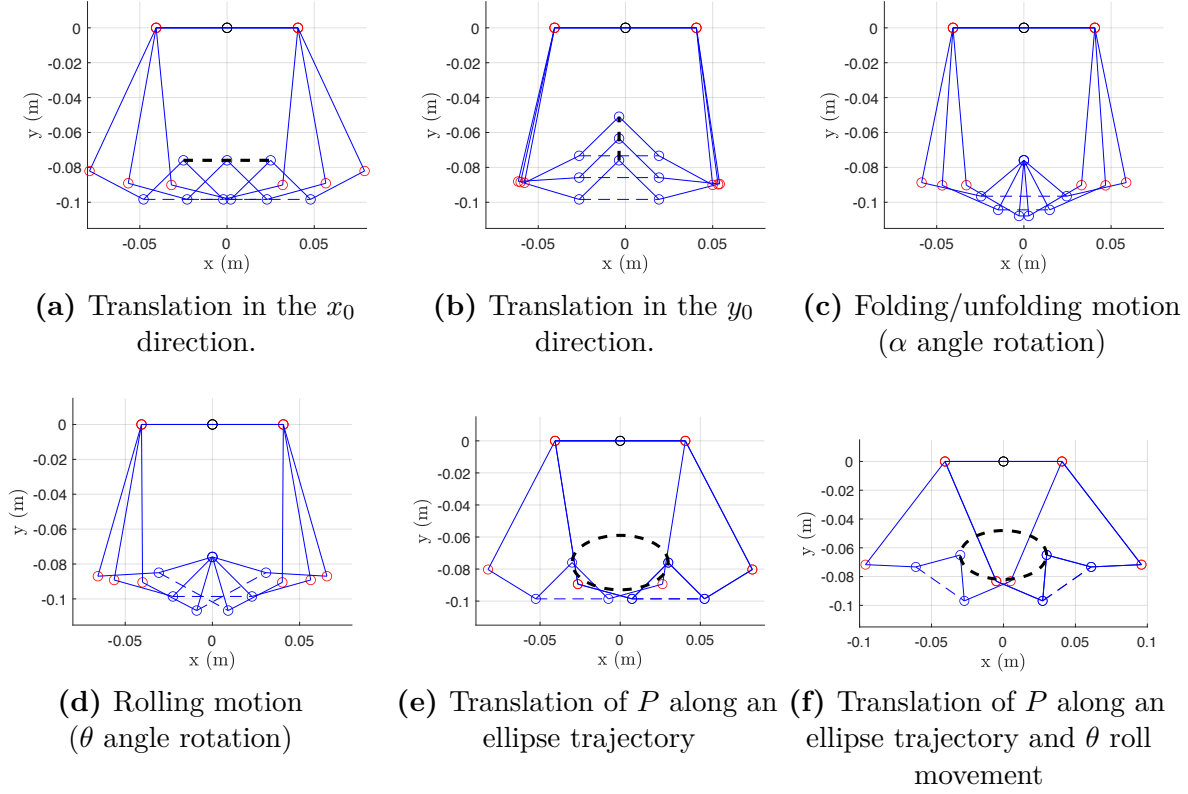 0
-0.02
-0.04
-0.06
-0.08
-0.1
y (m)
-0.05
0
0.05
x (m)
(a) Translation in the x₀
direction.
0
-0.02
-0.04
-0.06
-0.08
-0.1
y (m)
-0.05
0
0.05
x (m)
(b) Translation in the y₀
direction.
0
-0.02
-0.04
-0.06
-0.08
-0.1
y (m)
-0.05
0
0.05
x (m)
(c) Folding/unfolding motion
(α angle rotation)
0
-0.02
-0.04
-0.06
-0.08
-0.1
y (m)
-0.05
0
0.05
x (m)
(d) Rolling motion
(θ angle rotation)
0
-0.02
-0.04
-0.06
-0.08
-0.1
y (m)
-0.05
0
0.05
x (m)
(e) Translation of P along an
ellipse trajectory
0
-0.02
-0.04
-0.06
-0.08
-0.1
y (m)
-0.1
-0.05
0
0.05
0.1
x (m)
(f) Translation of P along an
ellipse trajectory and θ roll
movement